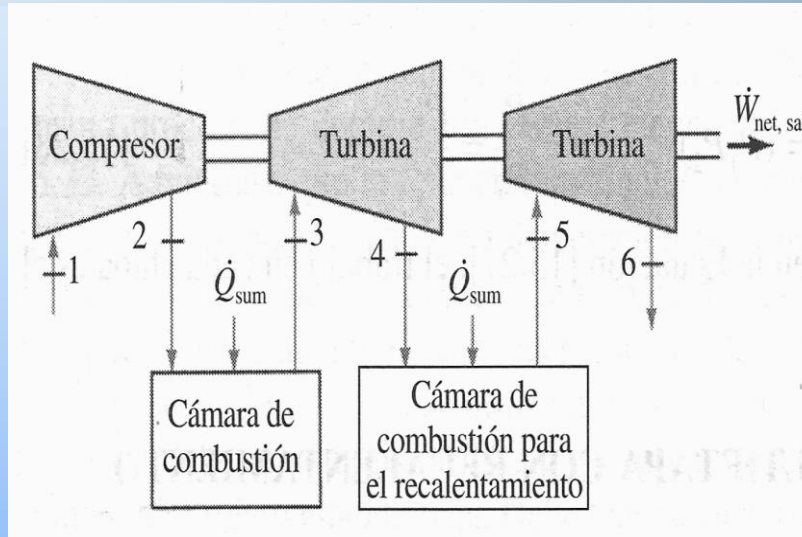 Compresor
Turbina
Turbina
Ẇnet, sa
1
2
3
4
5
6
Q̇sum
Q̇sum
Cámara de
combustión
Cámara de
combustión para
el recalentamiento